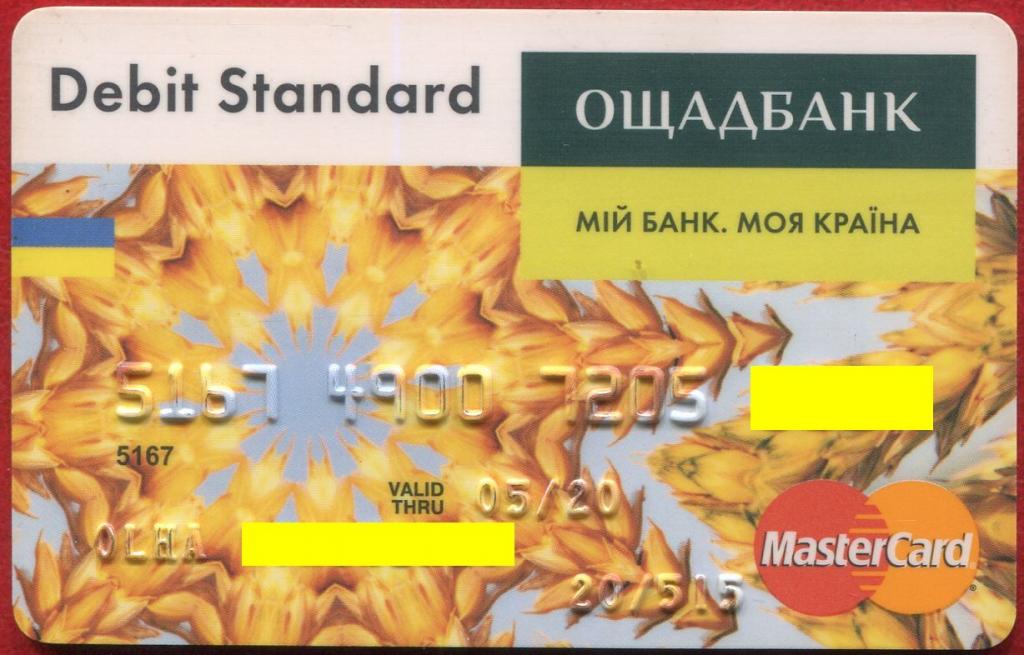 Debit Standard
ОЩАДБАНК
МІЙ БАНК. МОЯ КРАЇНА
5167 4900 7205
5167
VALID
THRU 05/20
OLHA
20/515
MasterCard